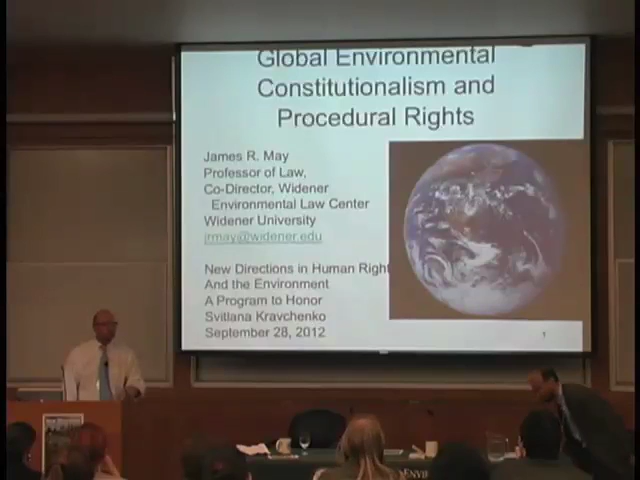 Global Environmental
Constitutionalism and
Procedural Rights
James R. May
Professor of Law,
Co-Director, Widener
Environmental Law Center
Widener University
jrmay@widener.edu
New Directions in Human Right
And the Environment
A Program to Honor
Svitlana Kravchenko
September 28, 2012
1
ENVIR